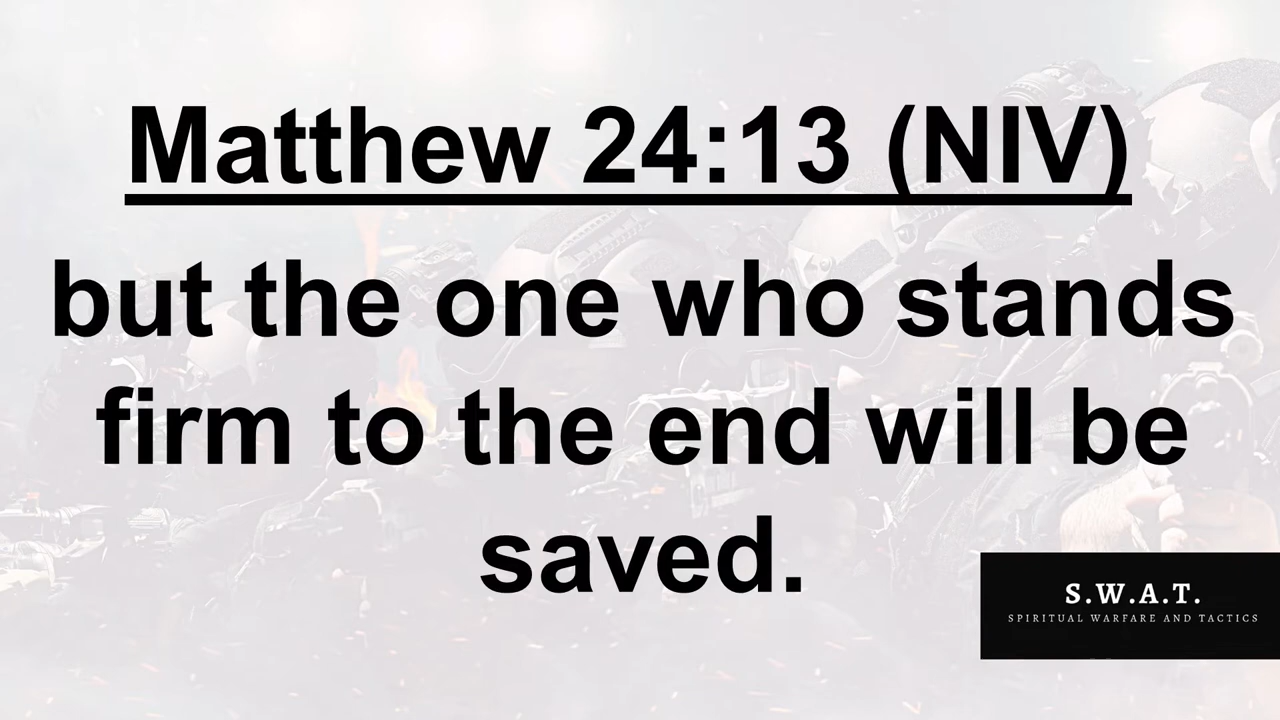 Matthew 24:13 (NIV)
but the one who stands
firm to the end will be
saved.
S.W.A.T.
SPIRITUAL WARFARE AND TACTICS